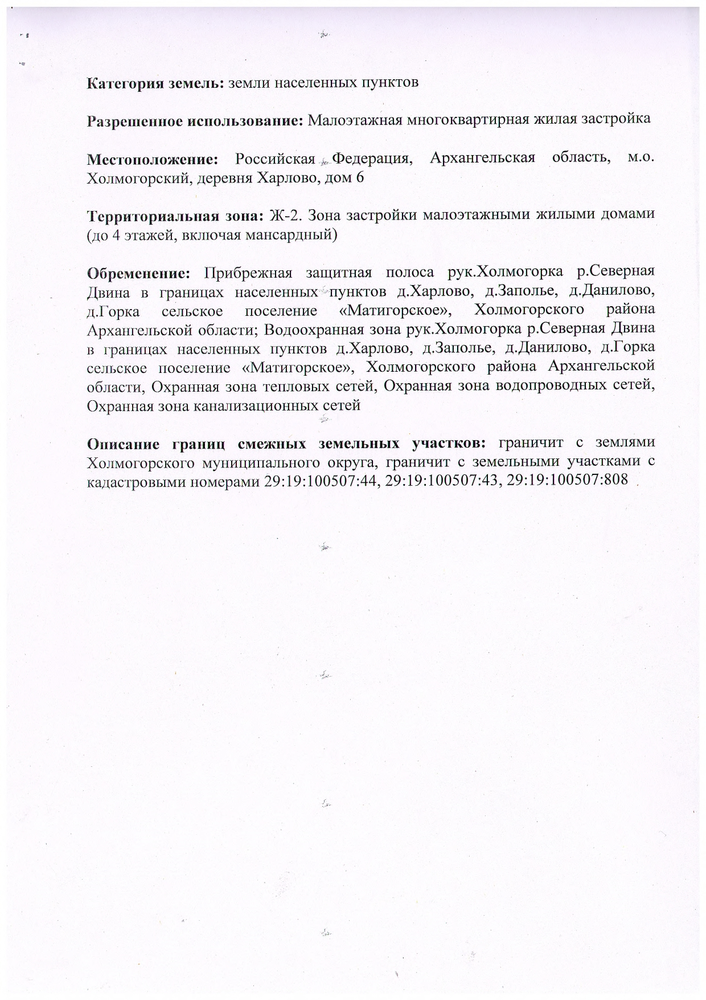 Категория земель: земли населенных пунктов
Разрешенное использование: Малоэтажная многоквартирная жилая застройка
Местоположение: Российская Федерация, Архангельская область, м.о.
Холмогорский, деревня Харлово, дом 6
Территориальная зона: Ж-2. Зона застройки малоэтажными жилыми домами
(до 4 этажей, включая мансардный)
Обременение: Прибрежная защитная полоса рук.Холмогорка р.Северная
Двина в границах населенных пунктов д.Харлово, д.Заполье, д.Данилово,
д.Горка сельское поселение «Матигорское», Холмогорского района
Архангельской области; Водоохранная зона рук.Холмогорка р.Северная Двина
в границах населенных пунктов д.Харлово, д.Заполье, д.Данилово, д.Горка
сельское поселение «Матигорское», Холмогорского района Архангельской
области, Охранная зона тепловых сетей, Охранная зона водопроводных сетей,
Охранная зона канализационных сетей
Описание границ смежных земельных участков: граничит с землями
Холмогорского муниципального округа, граничит с земельными участками с
кадастровыми номерами 29:19:100507:44, 29:19:100507:43, 29:19:100507:808